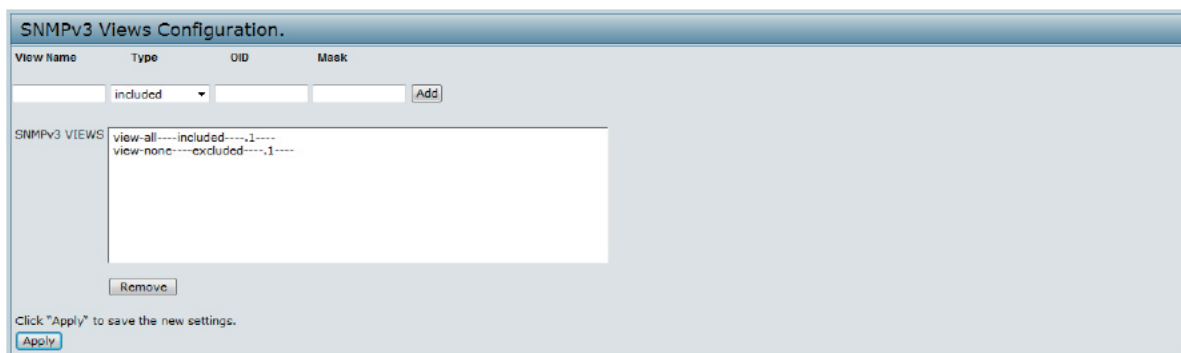 SNMPv3 Views Configuration.
View Name Type OID Mask
included Add
SNMPv3 VIEWS
view-all----included----.1----
view-none----excluded----.1----
Remove
Click "Apply" to save the new settings.
Apply